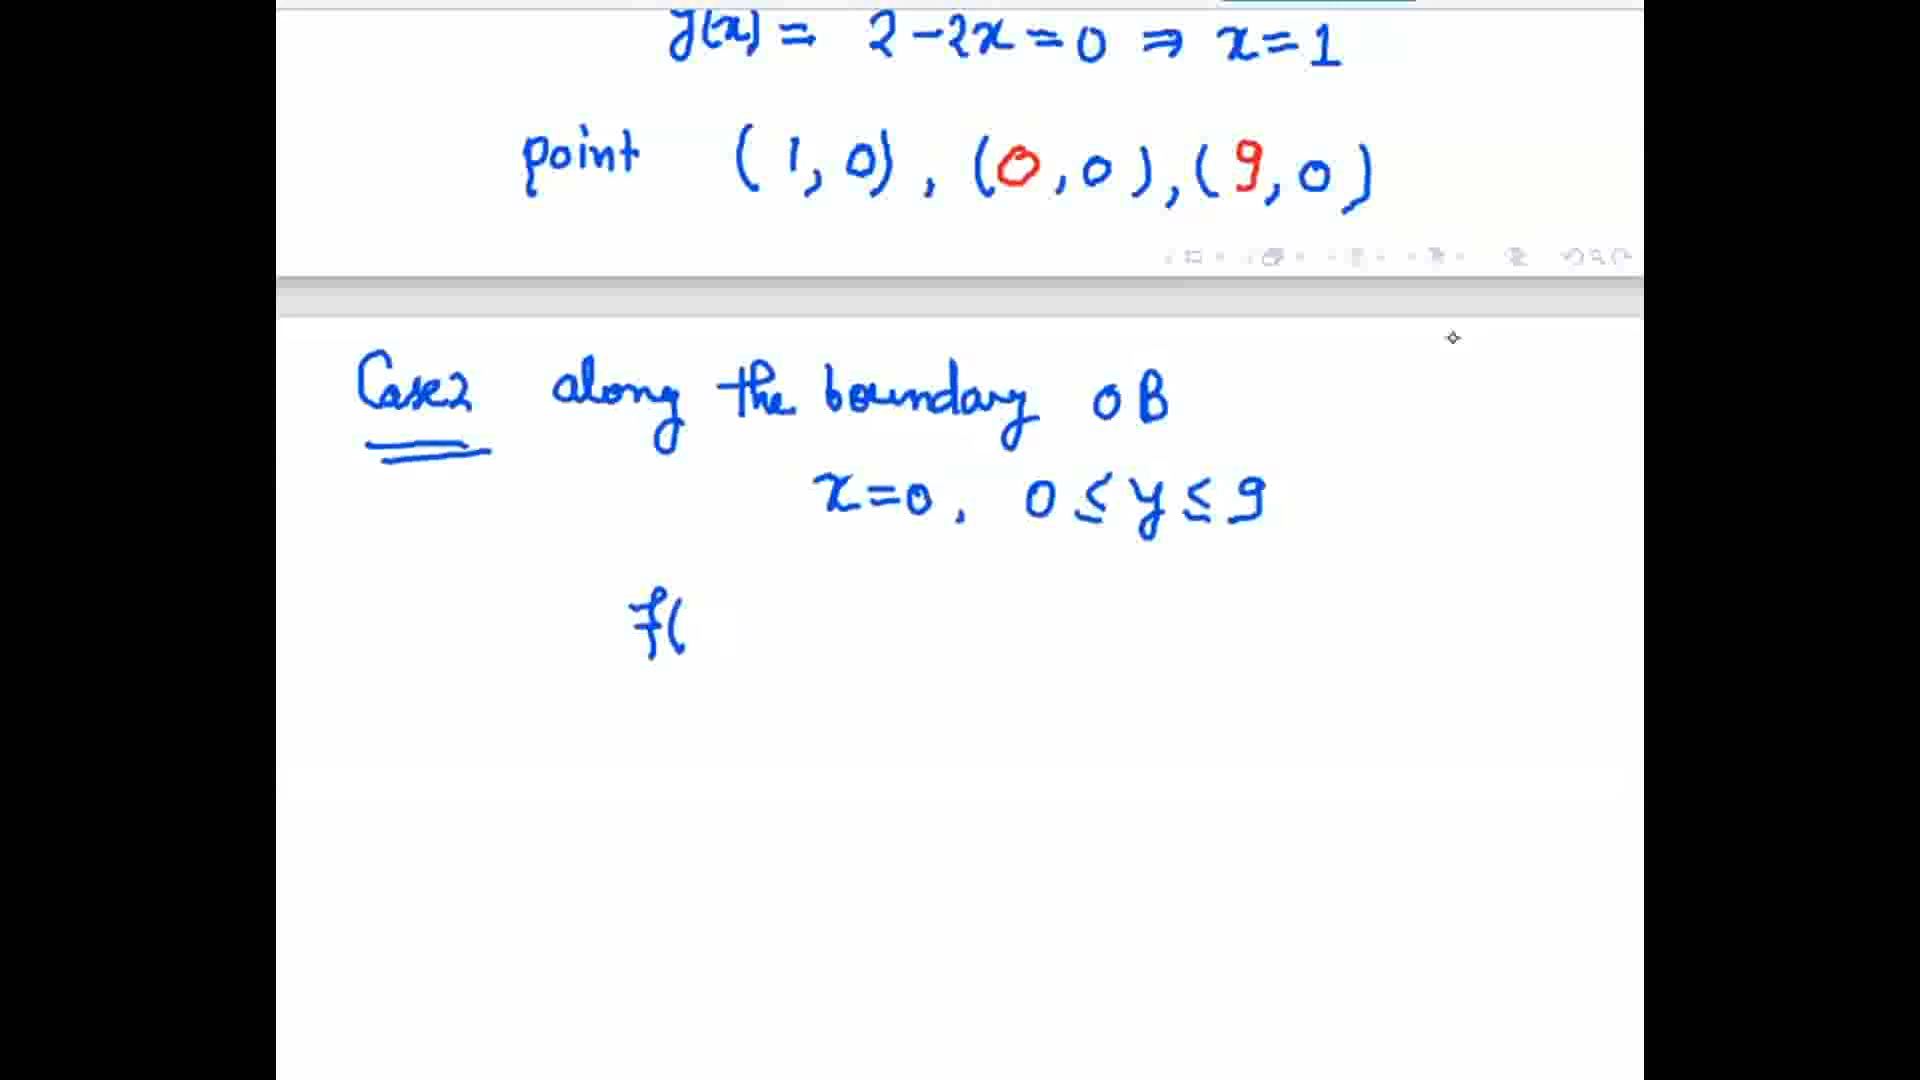 f(x) = 2-2x=0 ⇒ x=1
point (1,0), (0,0), (9,0)
Case2 along the boundary OB
x=0, 0 ≤ y ≤ 9
f(